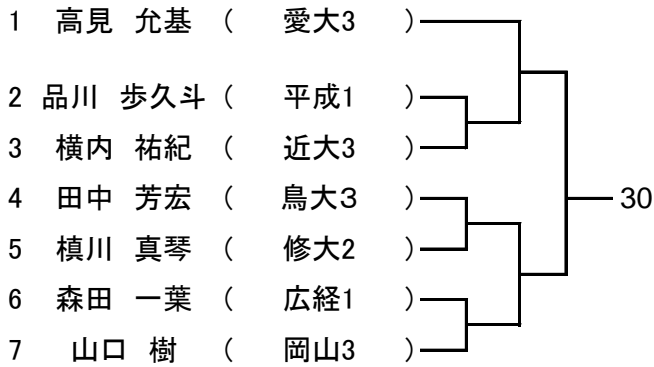 1 高見 允基 ( 愛大3 )
2 品川 歩久斗 ( 平成1 )
3 横内 祐紀 ( 近大3 )
4 田中 芳宏 ( 鳥大３ )
30
5 槙川 真琴 ( 修大2 )
6 森田 一葉 ( 広経1 )
7 山口 樹 ( 岡山3 )